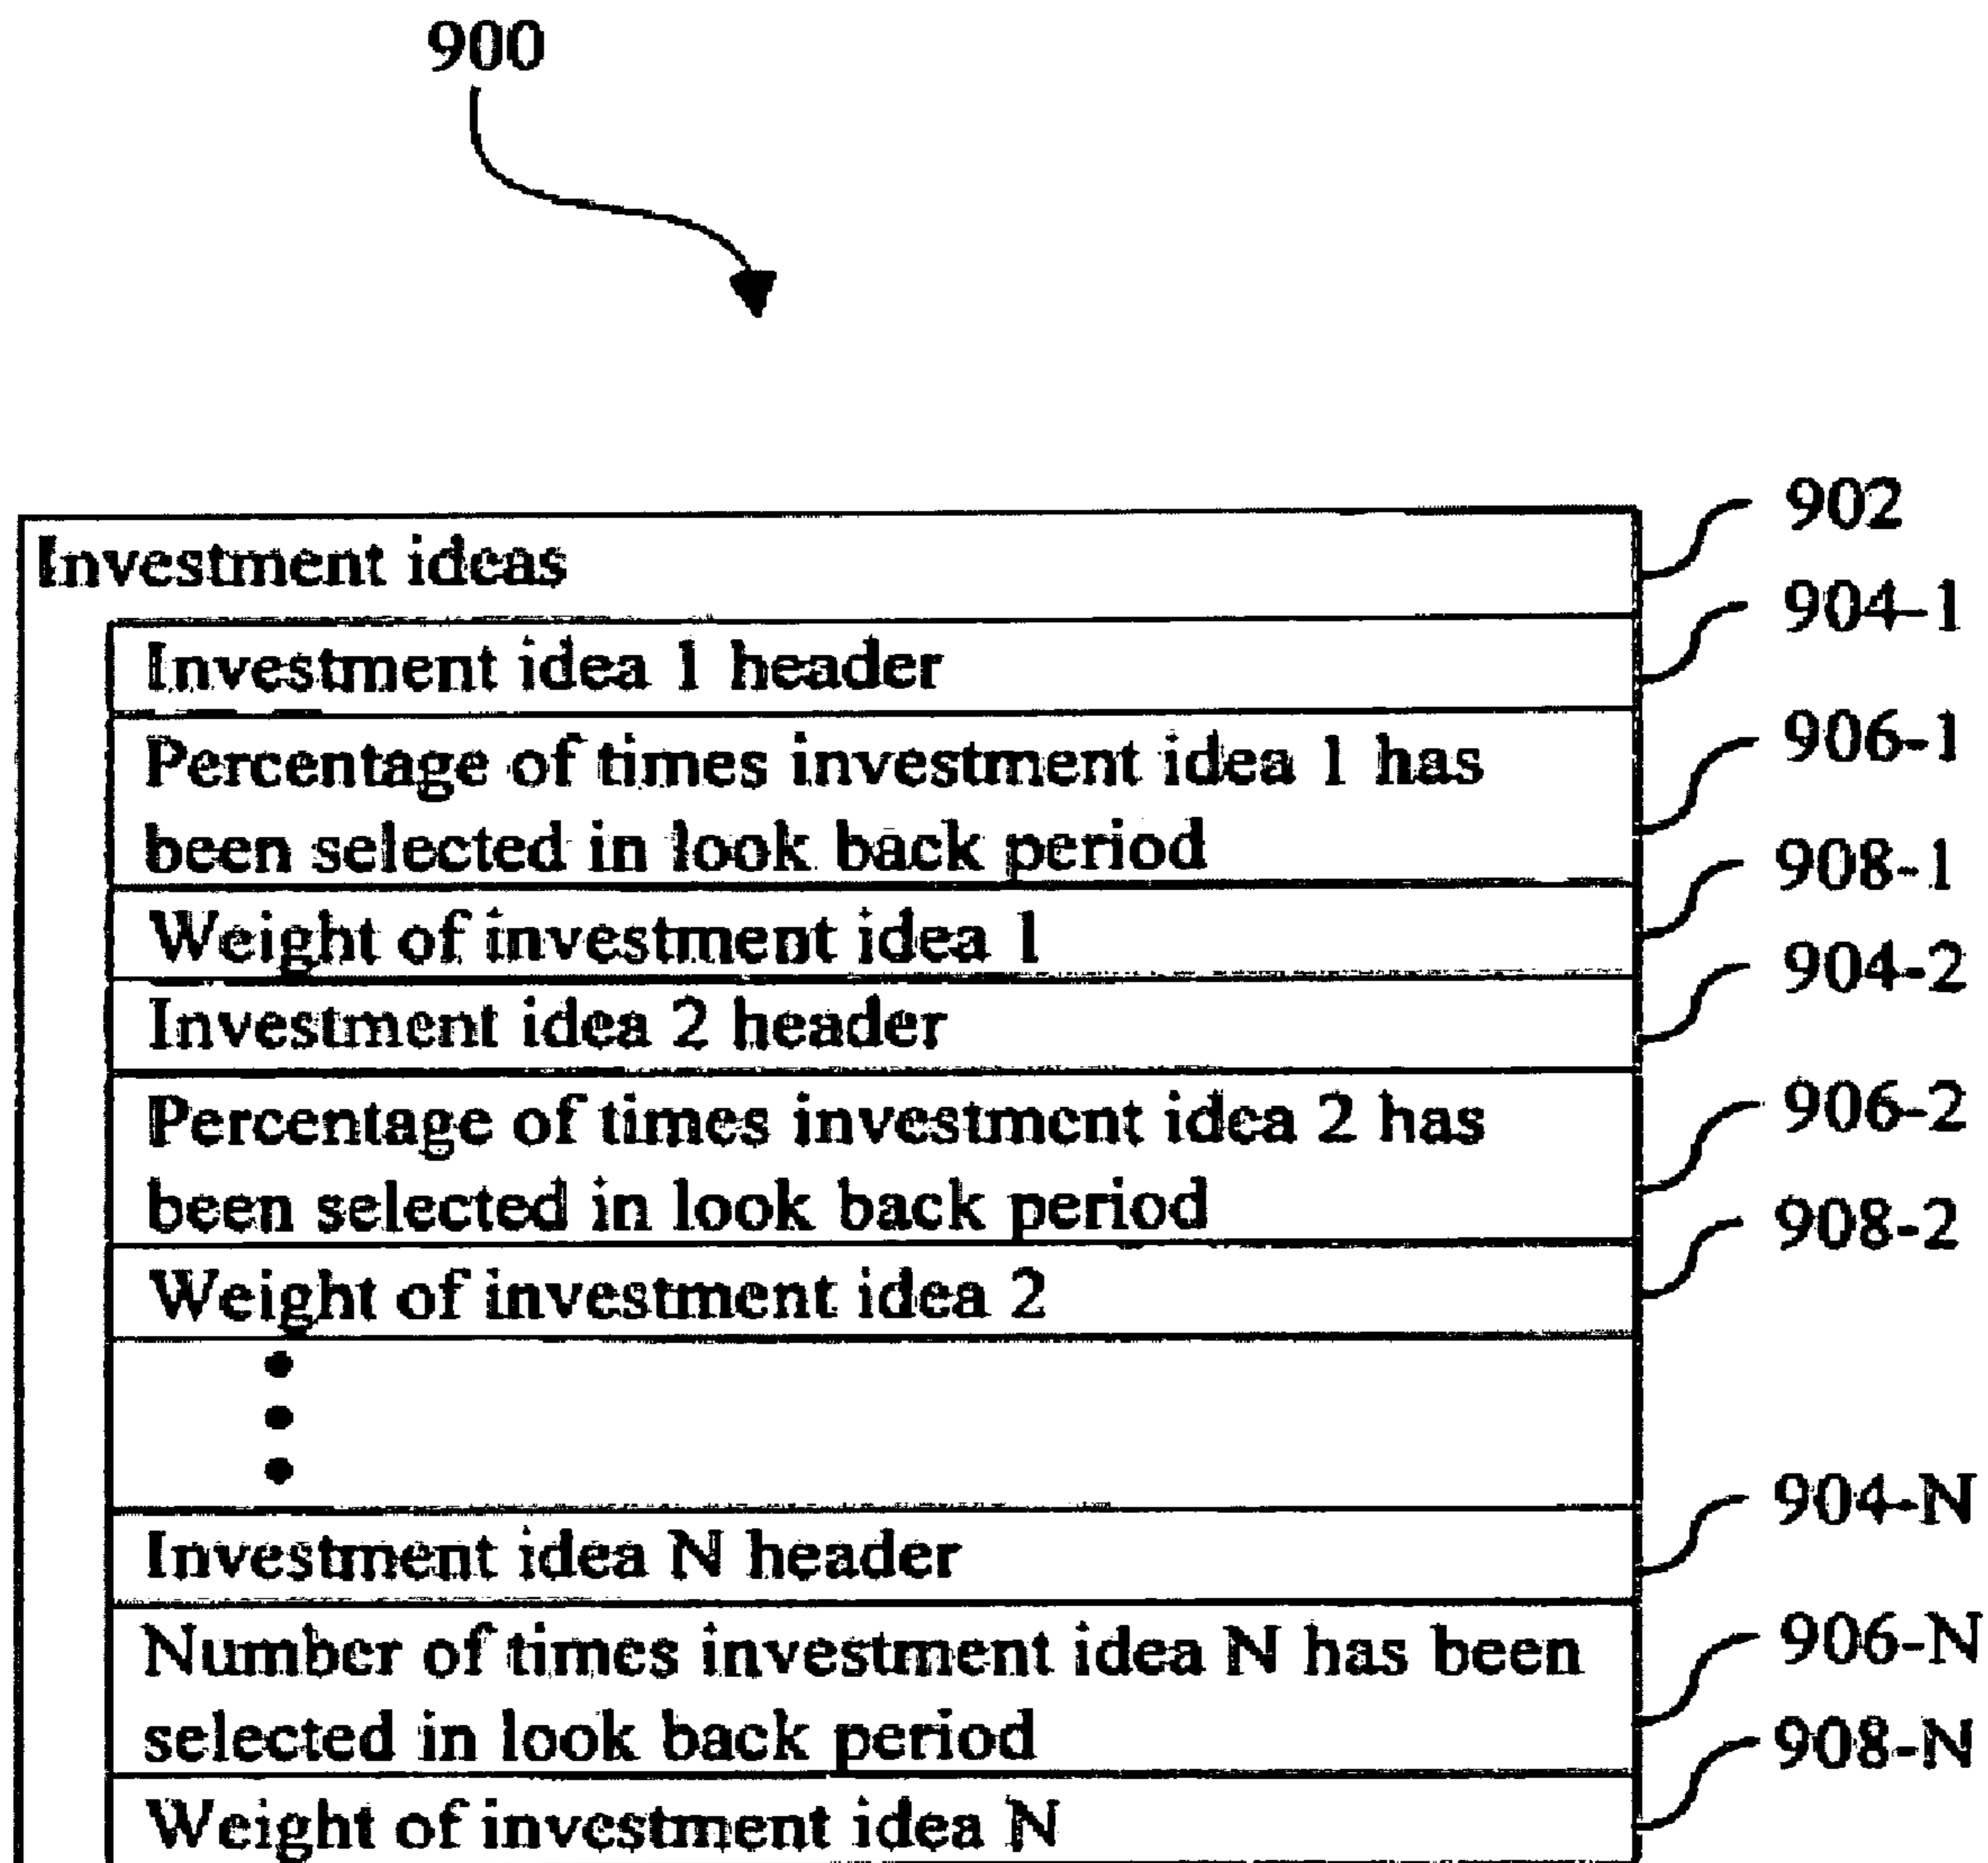 900
902
Investment ideas
904-1
Investment idea 1 header
906-1
Percentage of times investment idea 1 has
been selected in look back period
908-1
Weight of investment idea 1
904-2
Investment idea 2 header
906-2
Percentage of times investment idea 2 has
been selected in look back period
908-2
Weight of investment idea 2
904-N
Investment idea N header
906-N
Number of times investment idea N has been
selected in look back period
908-N
Weight of investment idea N